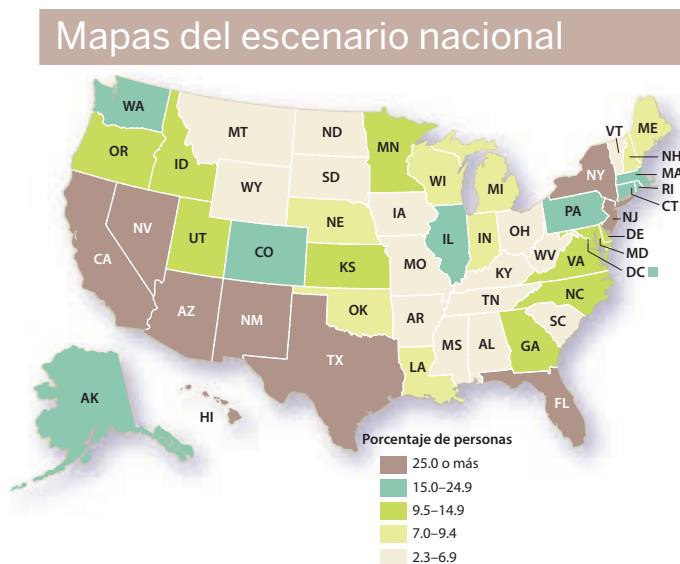 Mapas del escenario nacional
WA
MT
ND
MN
VT
ME
OR
ID
SD
WI
MI
NH
NY
MA
WY
RI
CT
IA
NE
PA
NV
NJ
IL
IN
OH
DE
UT
CO
MD
CA
KS
MO
WV
VA
DC
KY
NC
TN
AZ
NM
OK
AR
SC
MS
AL
GA
TX
LA
AK
HI
FL
Porcentaje de personas
25.0 o más
15.0–24.9
9.5–14.9
7.0–9.4
2.3–6.9